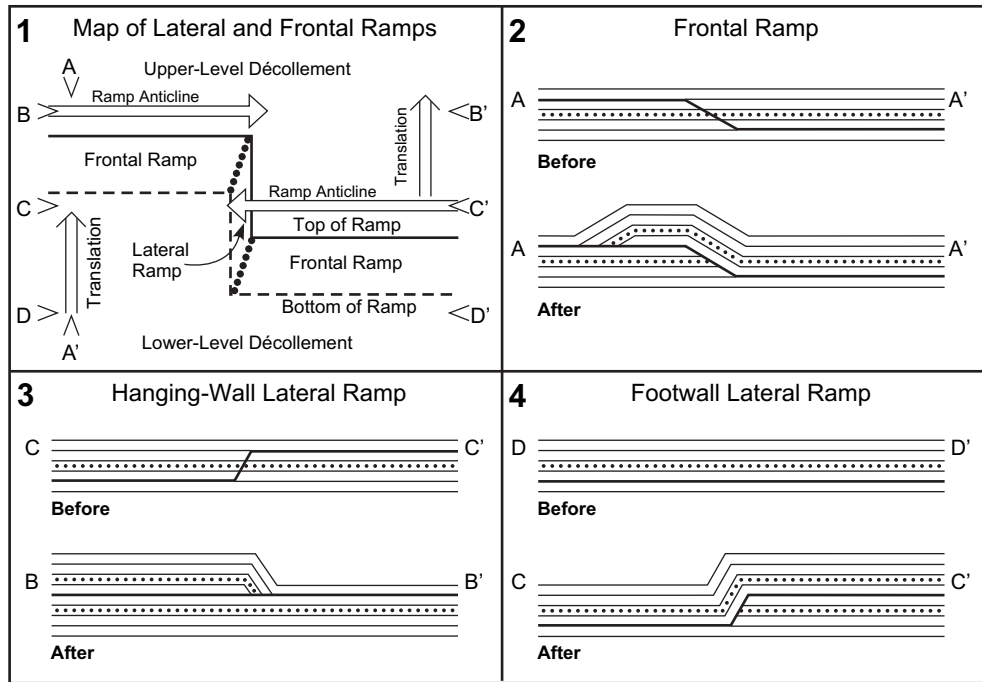 1 Map of Lateral and Frontal Ramps
A
Upper-Level Décollement
B Ramp Anticline B’
Frontal Ramp
Translation
C Ramp Anticline C’
Top of Ramp
Lateral
Ramp
Frontal Ramp
Translation
Bottom of Ramp
D D’
A’
Lower-Level Décollement
2 Frontal Ramp
A A’
Before
A A’
After
3 Hanging-Wall Lateral Ramp
C C’
Before
B B’
After
4 Footwall Lateral Ramp
D D’
Before
C C’
After